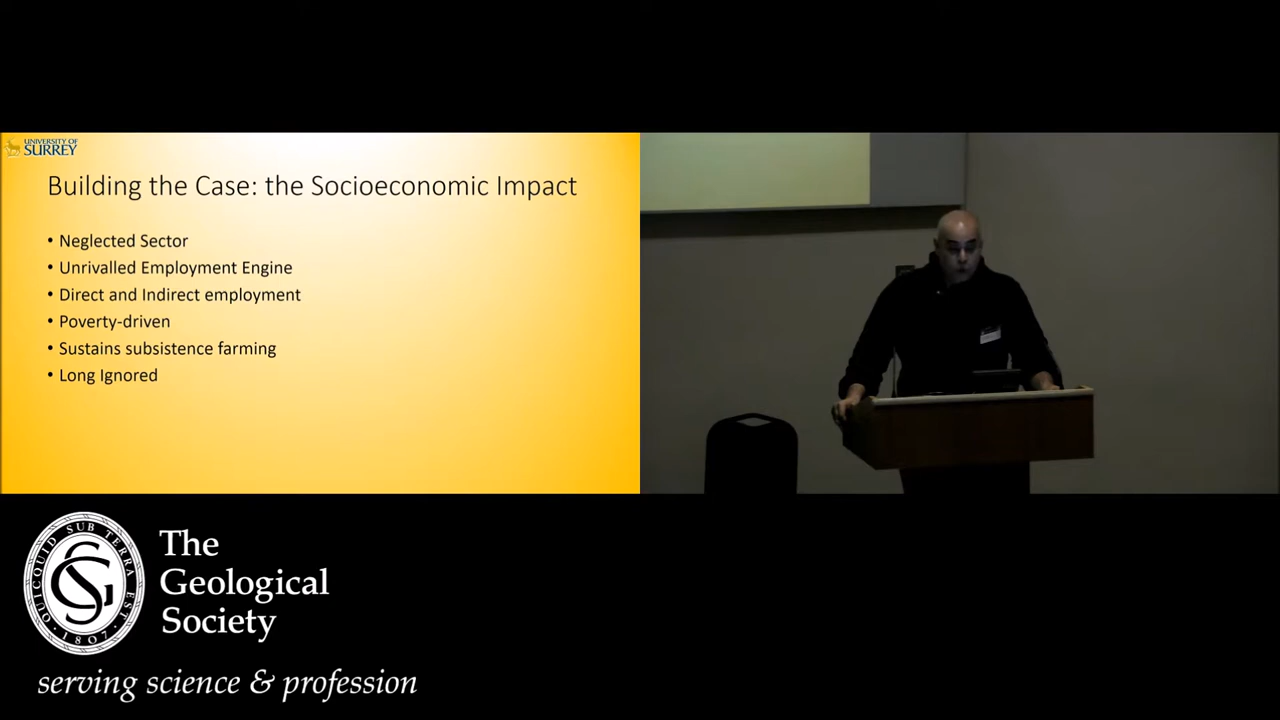 UNIVERSITY OF
SURREY
Building the Case: the Socioeconomic Impact
• Neglected Sector
• Unrivalled Employment Engine
• Direct and Indirect employment
• Poverty-driven
• Sustains subsistence farming
• Long Ignored
QUICQUID SUB TERRA EST
1807
The
Geological
Society
serving science & profession